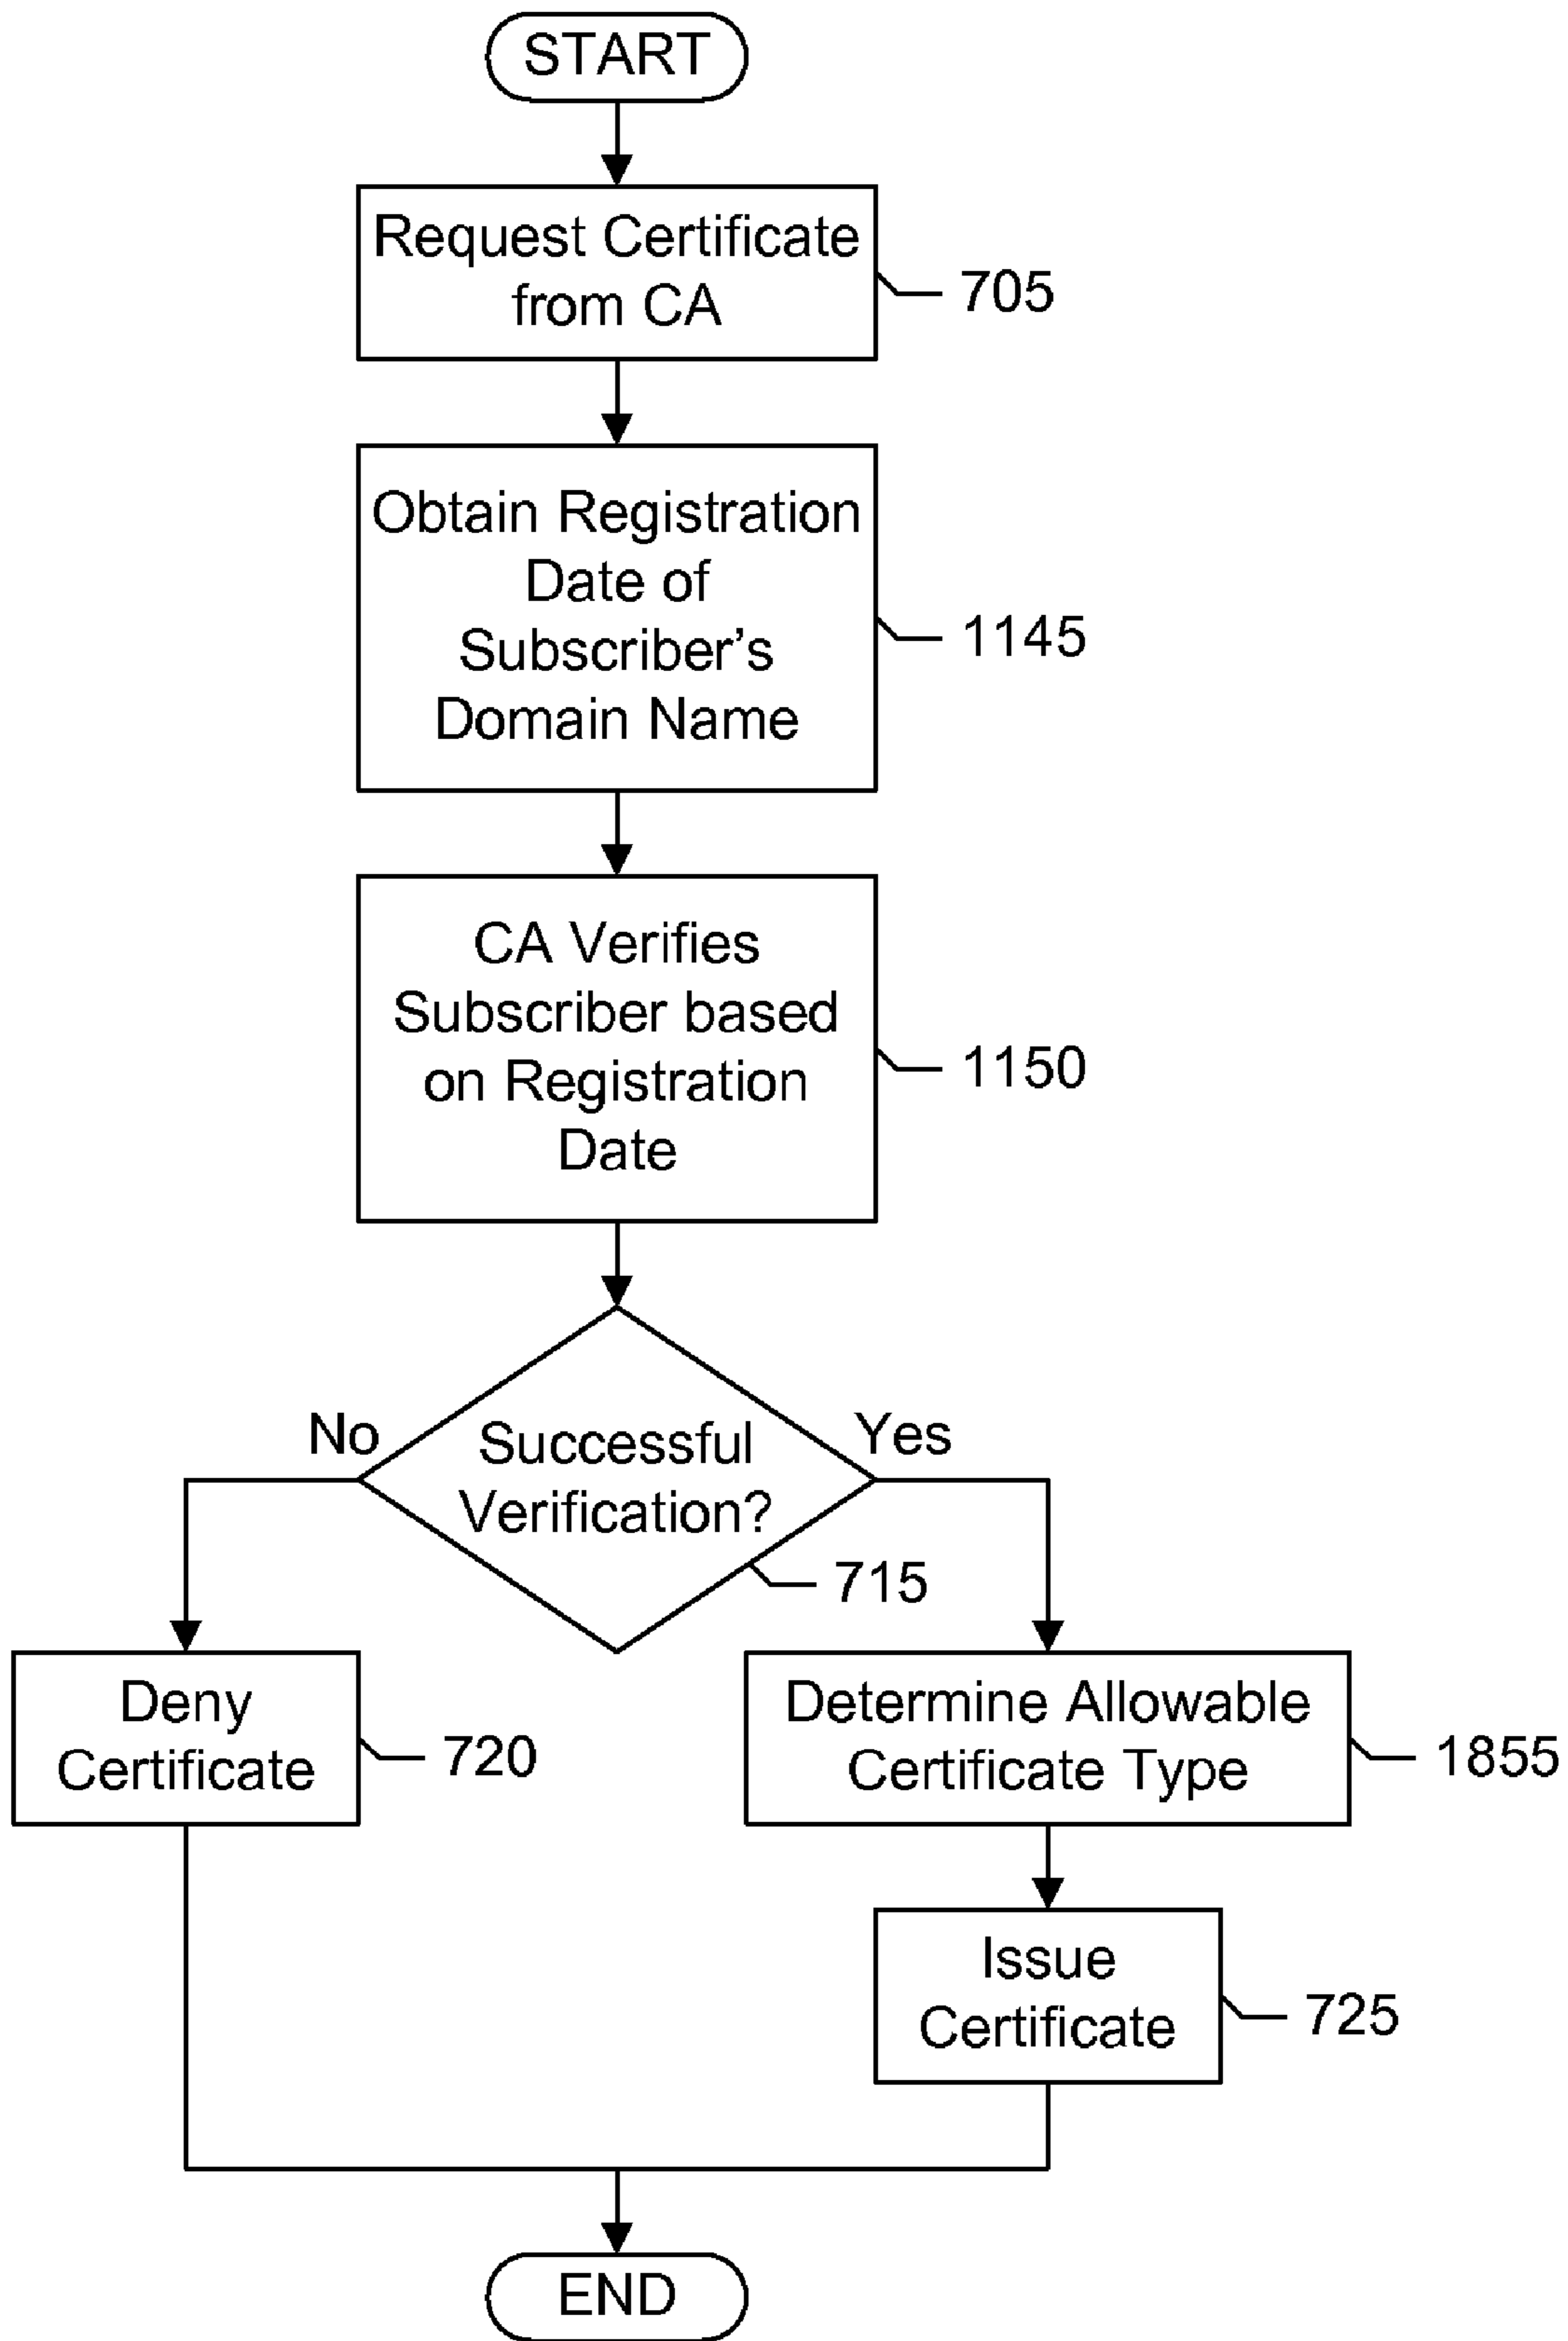 START
Request Certificate
from CA
705
Obtain Registration
Date of
Subscriber’s
Domain Name
1145
CA Verifies
Subscriber based
on Registration
Date
1150
No
Successful
Verification?
Yes
715
Deny
Certificate
720
Determine Allowable
Certificate Type
1855
Issue
Certificate
725
END